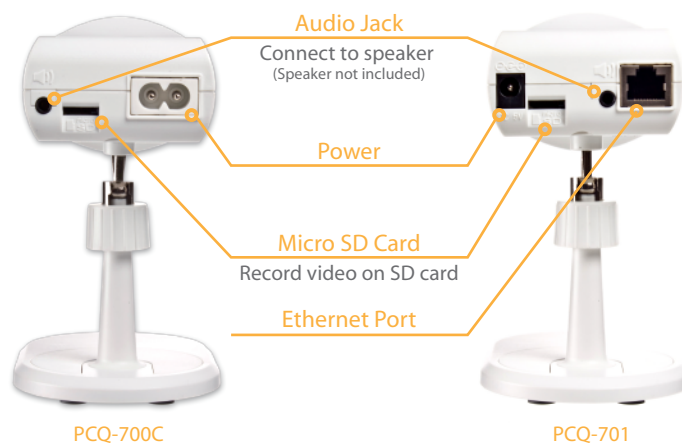 Audio Jack
Connect to speaker
(Speaker not included)
Power
Micro SD Card
Record video on SD card
Ethernet Port
PCQ-700C
PCQ-701